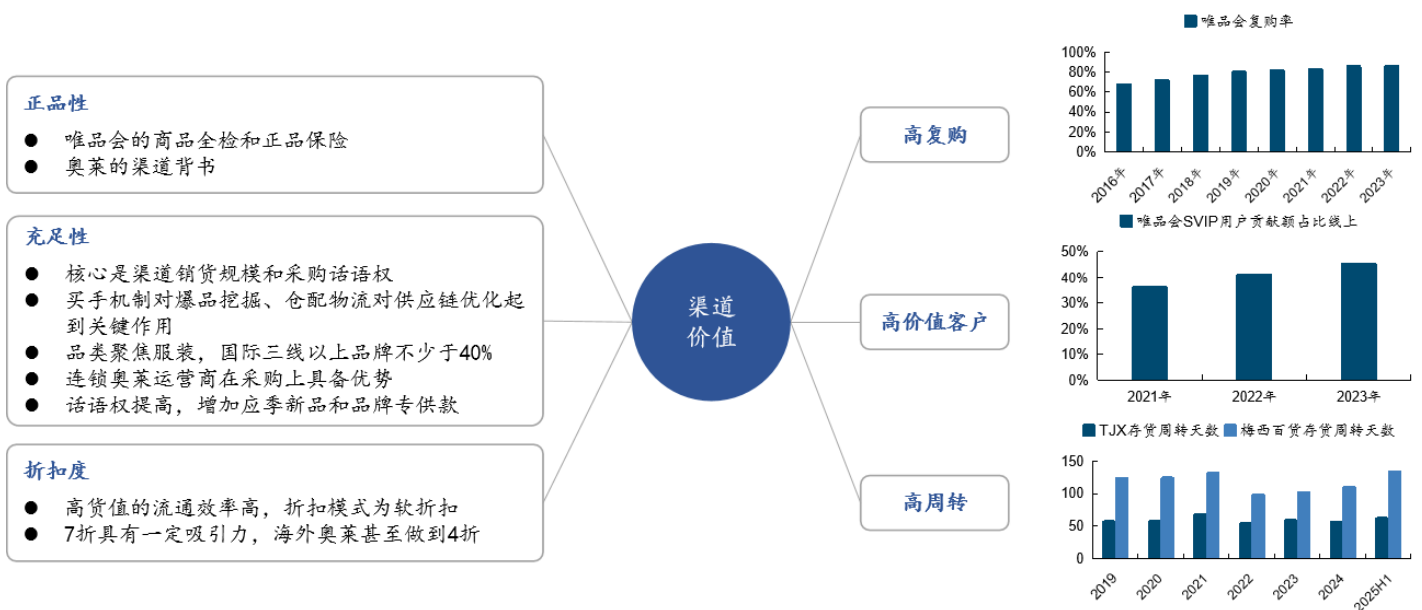 正品性
● 唯品会的商品全检和正品保险
● 奥莱的渠道背书
充足性
● 核心是渠道销货规模和采购话语权
● 买手机制对爆品挖掘、仓配物流对供应链优化起
到关键作用
● 品类聚焦服装，国际三线以上品牌不少于40%
● 连锁奥莱运营商在采购上具备优势
● 话语权提高，增加应季新品和品牌专供款
折扣度
● 高货值的流通效率高，折扣模式为软折扣
● 7折具有一定吸引力，海外奥莱甚至做到4折
渠道
价值
高复购
高价值客户
高周转
唯品会复购率
100%
80%
60%
40%
20%
0%
2016年
2017年
2018年
2019年
2020年
2021年
2022年
2023年
唯品会SVIP用户贡献额占比线上
50%
40%
30%
20%
10%
0%
2021年
2022年
2023年
TJX存货周转天数
梅西百货存货周转天数
150
100
50
0
2019
2020
2021
2022
2023
2024
2025H1